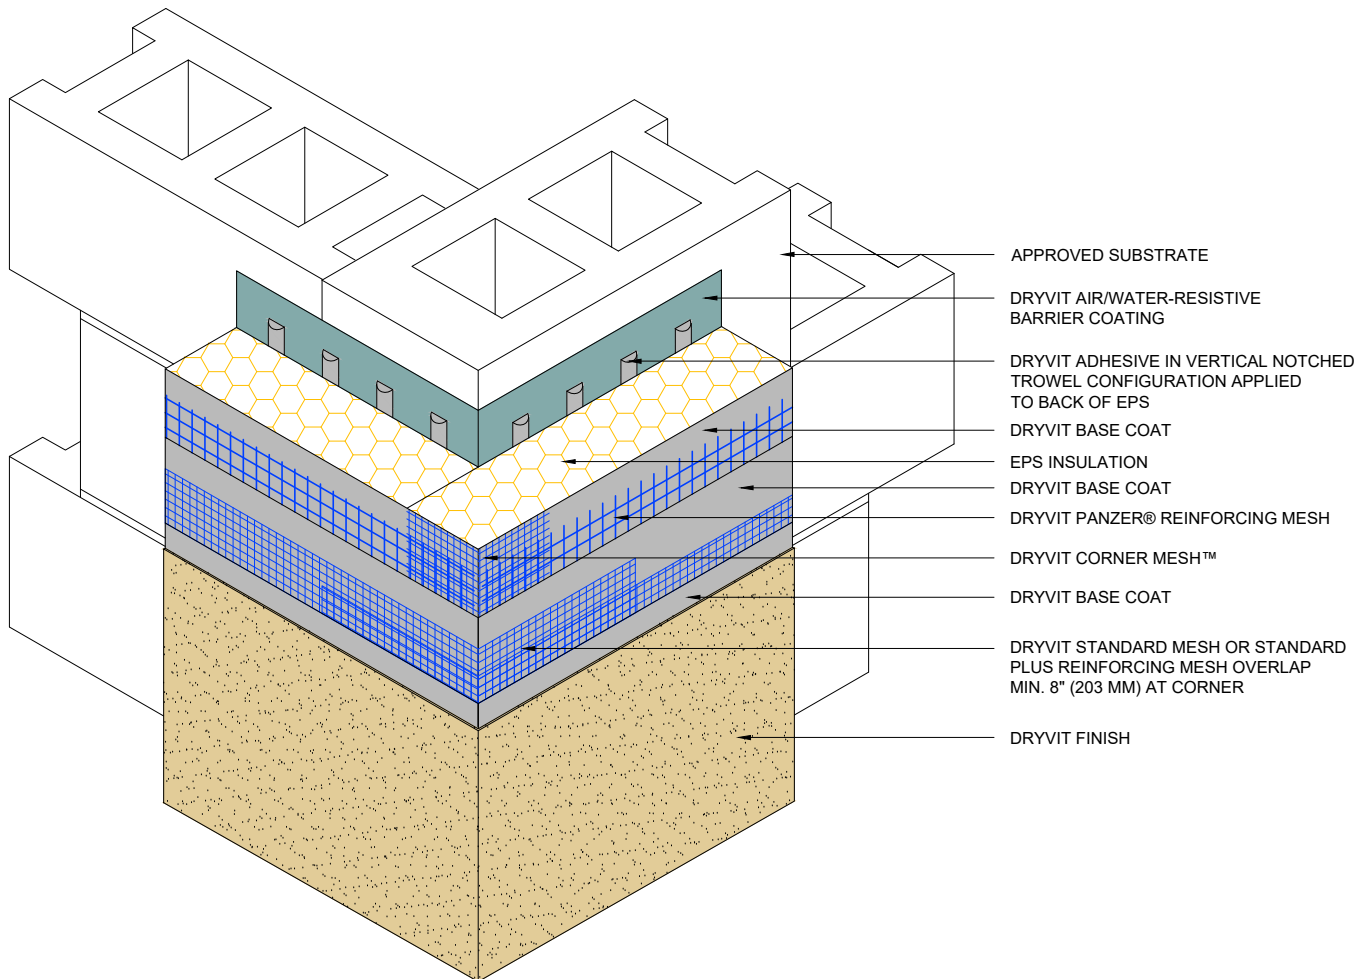 APPROVED SUBSTRATE
DRYVIT AIR/WATER-RESISTIVE
BARRIER COATING
DRYVIT ADHESIVE IN VERTICAL NOTCHED
TROWEL CONFIGURATION APPLIED
TO BACK OF EPS
DRYVIT BASE COAT
EPS INSULATION
DRYVIT BASE COAT
DRYVIT PANZER® REINFORCING MESH
DRYVIT CORNER MESH™
DRYVIT BASE COAT
DRYVIT STANDARD MESH OR STANDARD
PLUS REINFORCING MESH OVERLAP
MIN. 8" (203 MM) AT CORNER
DRYVIT FINISH